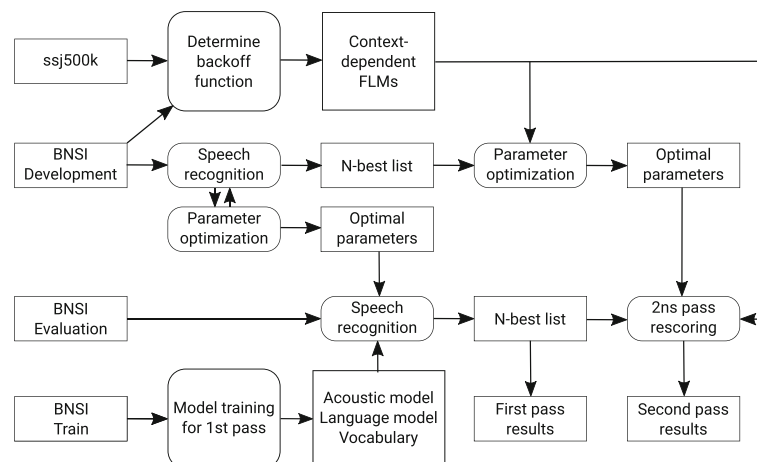 ssj500k
Determine
backoff
function
Context-
dependent
FLMs
BNSI
Development
Speech
recognition
N-best list
Parameter
optimization
Optimal
parameters
Parameter
optimization
Optimal
parameters
BNSI
Evaluation
Speech
recognition
N-best list
2ns pass
rescoring
BNSI
Train
Model training
for 1st pass
Acoustic model
Language model
Vocabulary
First pass
results
Second pass
results